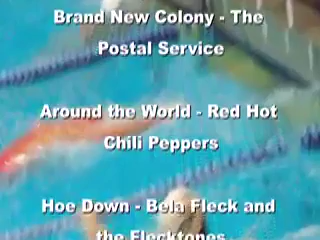 Brand New Colony - The
Postal Service
Around the World - Red Hot
Chili Peppers
Hoe Down - Bela Fleck and
the Flecktones